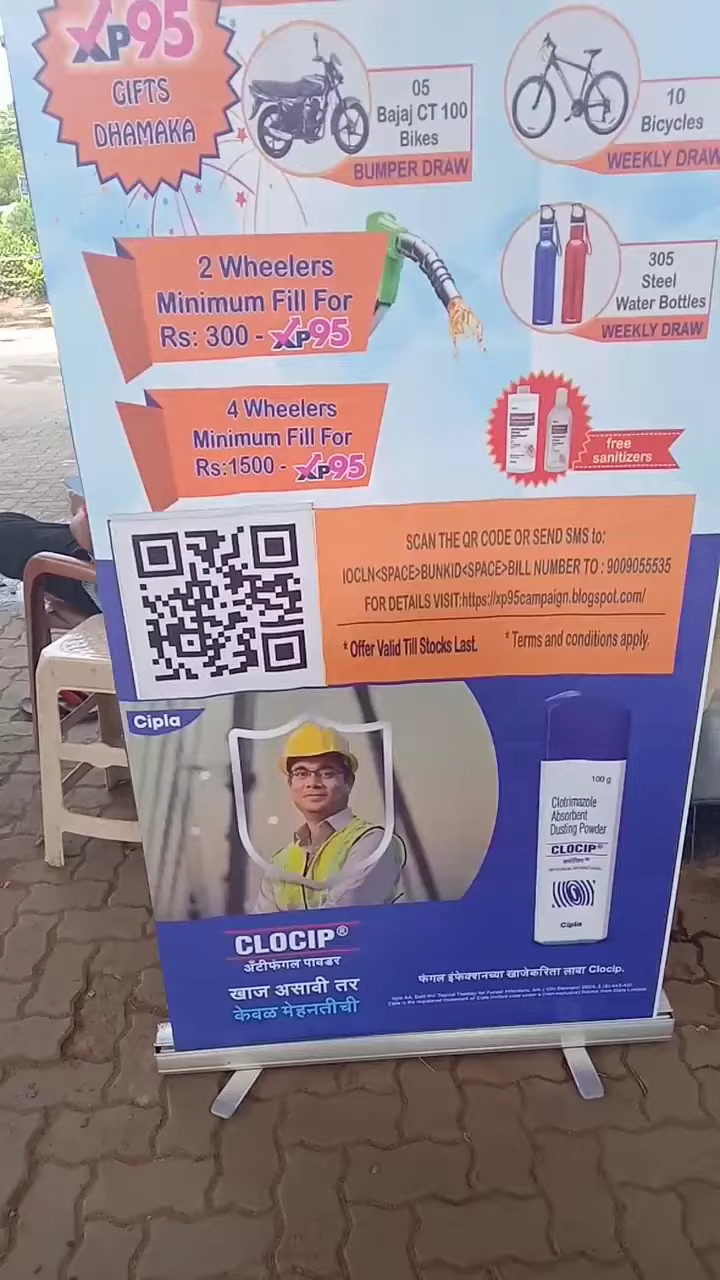 XP95
GIFTS
DHAMAKA
05
Bajaj CT 100
Bikes
BUMPER DRAW
10
Bicycles
WEEKLY DRAW
2 Wheelers
Minimum Fill For
Rs: 300 - XP95
305
Steel
Water Bottles
WEEKLY DRAW
4 Wheelers
Minimum Fill For
Rs:1500 - XP95
free
sanitizers
SCAN THE QR CODE OR SEND SMS to:
IOCLN<SPACE>BUNKID<SPACE>BILL NUMBER TO : 9009055535
FOR DETAILS VISIT:https://xp95campaign.blogspot.com/
* Offer Valid Till Stocks Last. * Terms and conditions apply.
Cipla
100 g
Clotrimazole
Absorbent
Dusting Powder
CLOCIP®
Cipla
CLOCIP®
अँटीफंगल पावडर
खाज असावी तर
केवळ मेहनतीची
फंगल इंफेक्शनच्या खाजेकरिता लावा Clocip.